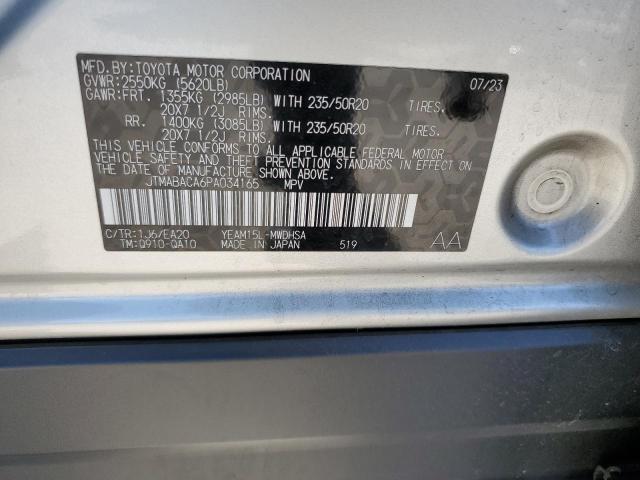 MFD.BY:TOYOTA MOTOR CORPORATION 07/23
GVWR:2550KG (5620LB)
GAWR:FRT. 1355KG (2985LB) WITH 235/50R20 TIRES.
20X7 1/2J RIMS.
RR. 1400KG (3085LB) WITH 235/50R20 TIRES.
20X7 1/2J RIMS.
THIS VEHICLE CONFORMS TO ALL APPLICABLE FEDERAL MOTOR
VEHICLE SAFETY AND THEFT PREVENTION STANDARDS IN EFFECT ON
THE DATE OF MANUFACTURE SHOWN ABOVE.
JTMABACA6PA034165 MPV
C/TR:1J6/EA20 YEAM15L-MWDHSA
TM:Q910-QA10 MADE IN JAPAN 519 AA